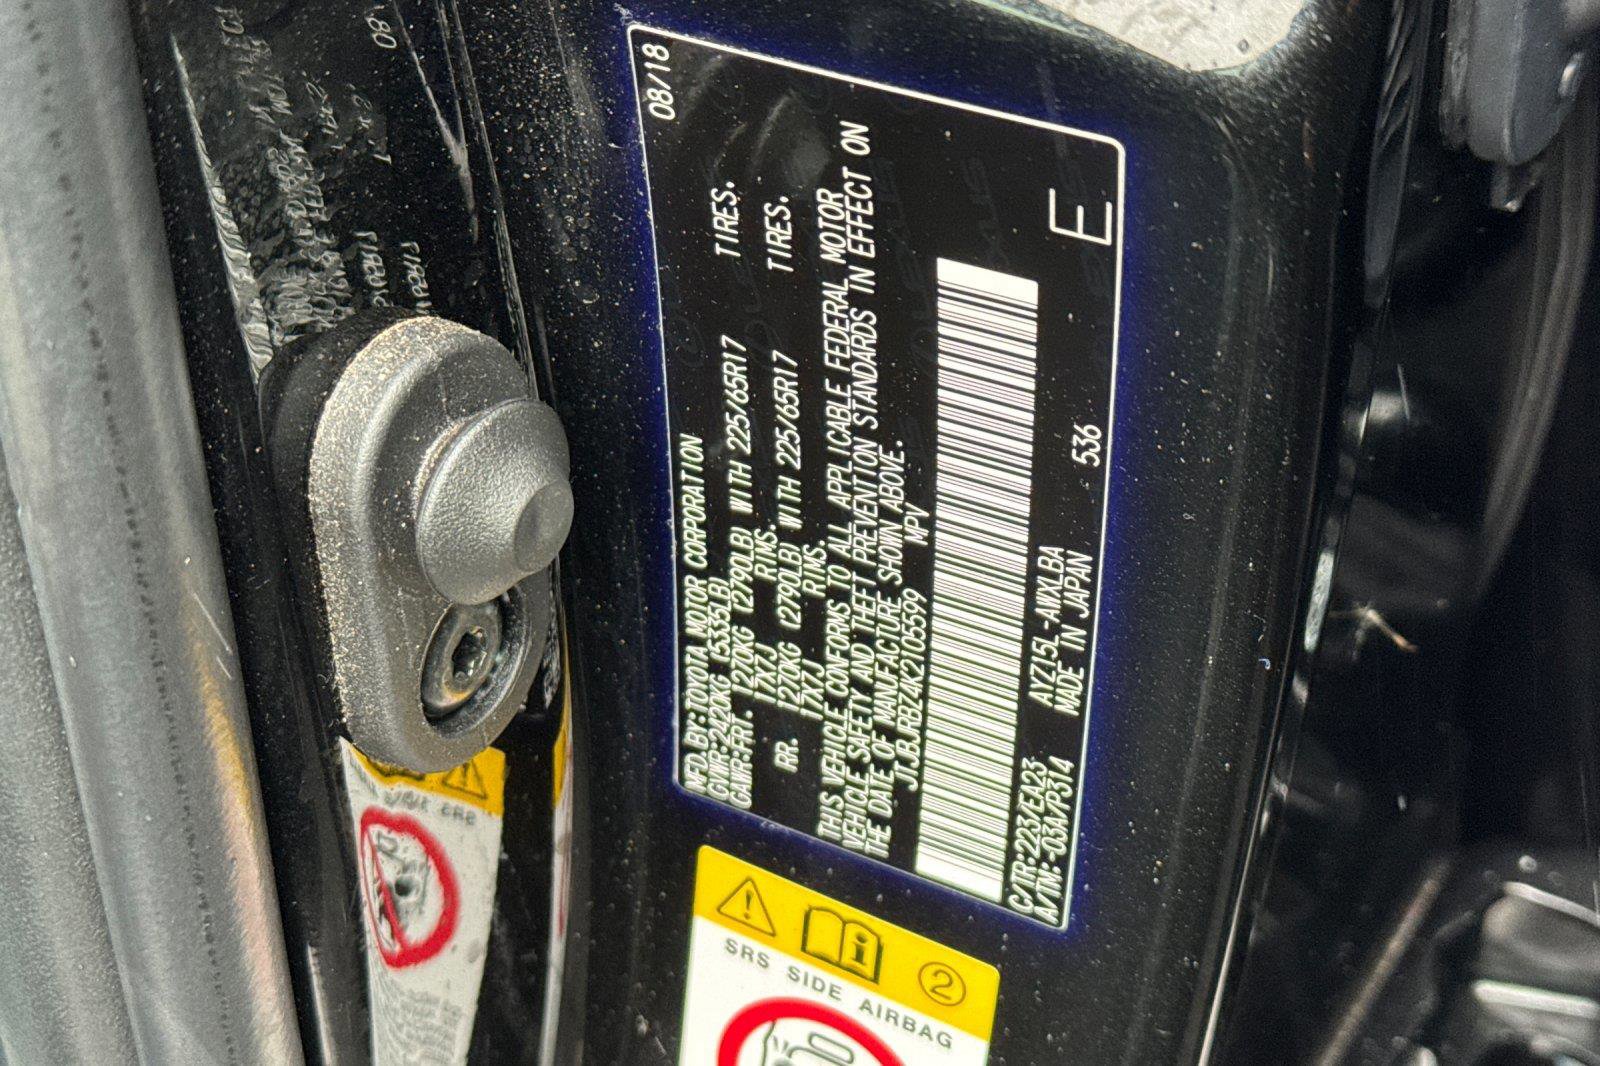 MFD. BY: TOYOTA MOTOR CORPORATION 08/18
GVWR: 2420KG (5335LB)
GAWR: FRT. 1270KG (2790LB) WITH 225/65R17 TIRES.
17X7J RIMS.
RR. 1270KG (2790LB) WITH 225/65R17 TIRES.
17X7J RIMS.
THIS VEHICLE CONFORMS TO ALL APPLICABLE FEDERAL MOTOR
VEHICLE SAFETY AND THEFT PREVENTION STANDARDS IN EFFECT ON
THE DATE OF MANUFACTURE SHOWN ABOVE.
JTJBJRBZ4K2105599 MPV
C/TR: 223/EA23 AYZ15L-AWXLBA 536 E
A/TM: -03A/P314 MADE IN JAPAN
2
SRS SIDE AIRBAG